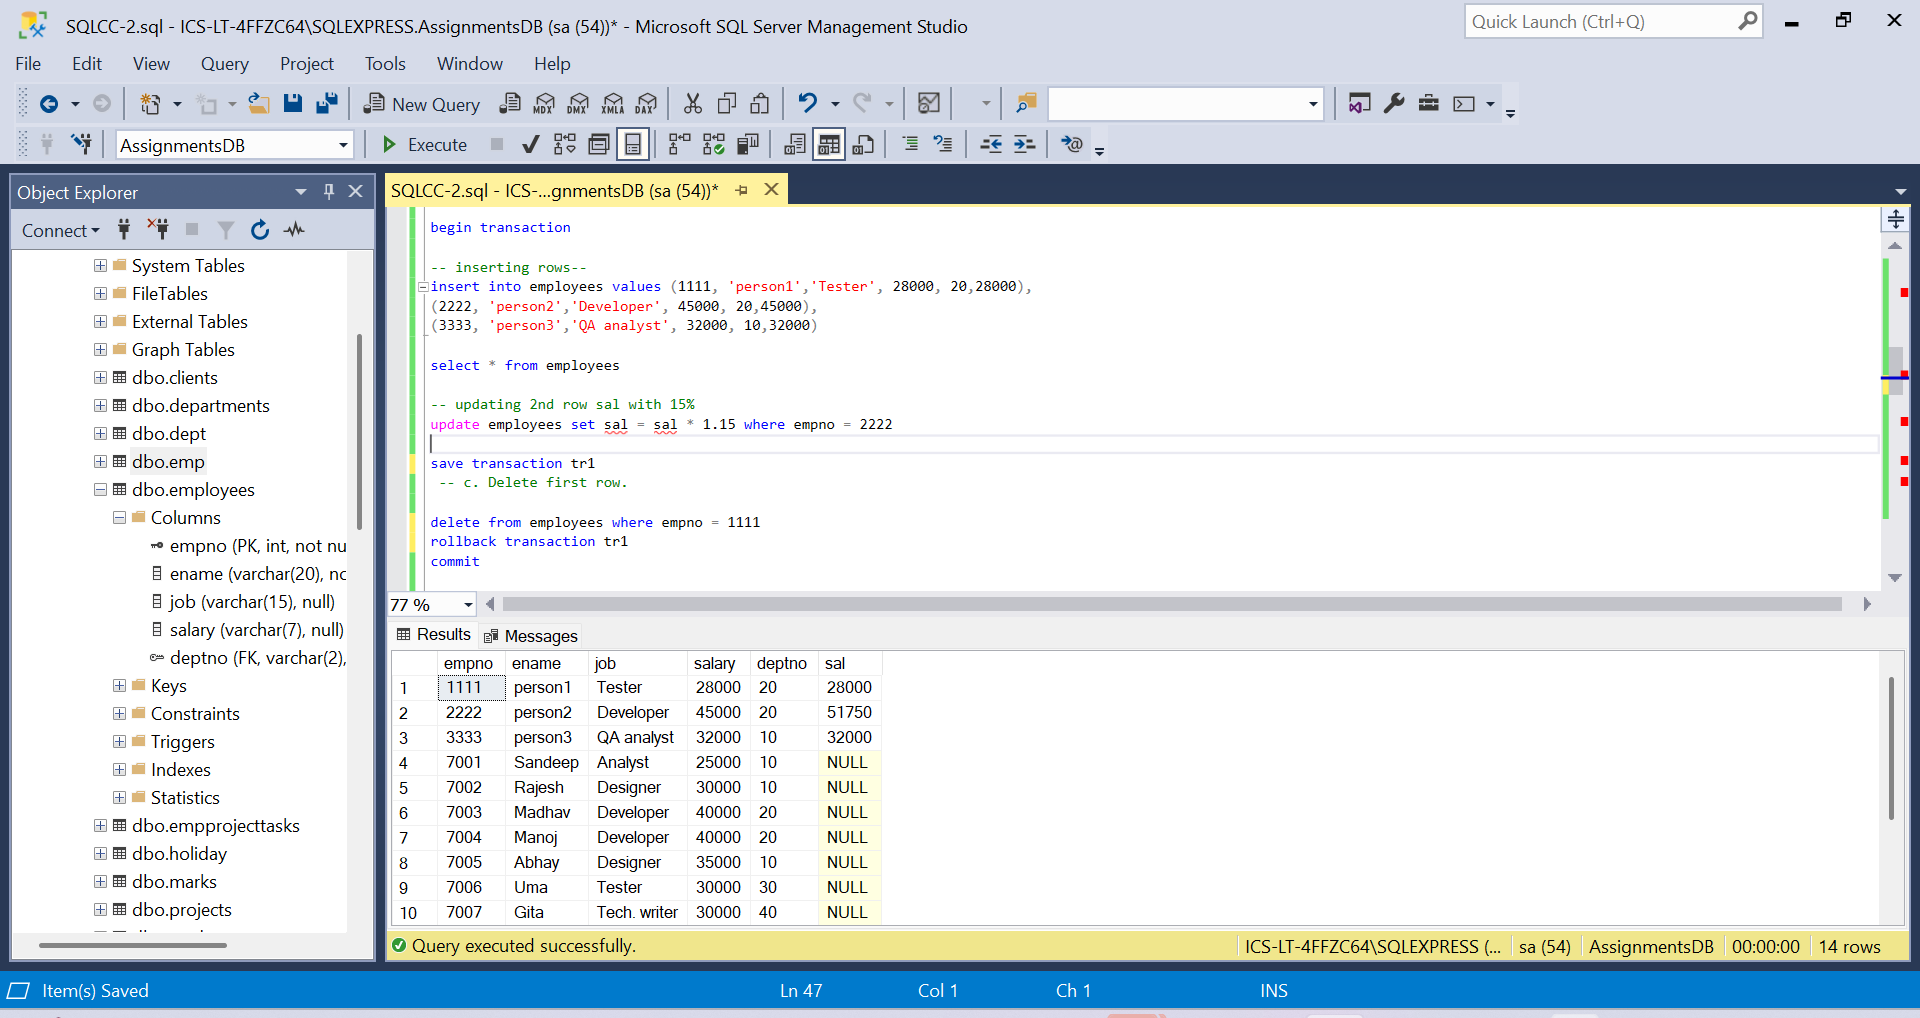 SQLCC-2.sql - ICS-LT-4FFZC64\SQLEXPRESS.AssignmentsDB (sa (54))* - Microsoft SQL Server Management Studio
Quick Launch (Ctrl+Q)
File Edit View Query Project Tools Window Help
New Query MDX DMX XMLA DAX
AssignmentsDB Execute
Object Explorer
Connect
System Tables
FileTables
External Tables
Graph Tables
dbo.clients
dbo.departments
dbo.dept
dbo.emp
dbo.employees
Columns
empno (PK, int, not nu
ename (varchar(20), nc
job (varchar(15), null)
salary (varchar(7), null)
deptno (FK, varchar(2),
Keys
Constraints
Triggers
Indexes
Statistics
dbo.empprojecttasks
dbo.holiday
dbo.marks
dbo.projects
SQLCC-2.sql - ICS-...gnmentsDB (sa (54))*
begin transaction
-- inserting rows--
insert into employees values (1111, 'person1','Tester', 28000, 20,28000),
(2222, 'person2','Developer', 45000, 20,45000),
(3333, 'person3','QA analyst', 32000, 10,32000)
select * from employees
-- updating 2nd row sal with 15%
update employees set sal = sal * 1.15 where empno = 2222
save transaction tr1
-- c. Delete first row.
delete from employees where empno = 1111
rollback transaction tr1
commit
77 %
Results Messages
empno ename job salary deptno sal
1 1111 person1 Tester 28000 20 28000
2 2222 person2 Developer 45000 20 51750
3 3333 person3 QA analyst 32000 10 32000
4 7001 Sandeep Analyst 25000 10 NULL
5 7002 Rajesh Designer 30000 10 NULL
6 7003 Madhav Developer 40000 20 NULL
7 7004 Manoj Developer 40000 20 NULL
8 7005 Abhay Designer 35000 10 NULL
9 7006 Uma Tester 30000 30 NULL
10 7007 Gita Tech. writer 30000 40 NULL
Query executed successfully.
ICS-LT-4FFZC64\SQLEXPRESS (... sa (54) AssignmentsDB 00:00:00 14 rows
Item(s) Saved Ln 47 Col 1 Ch 1 INS